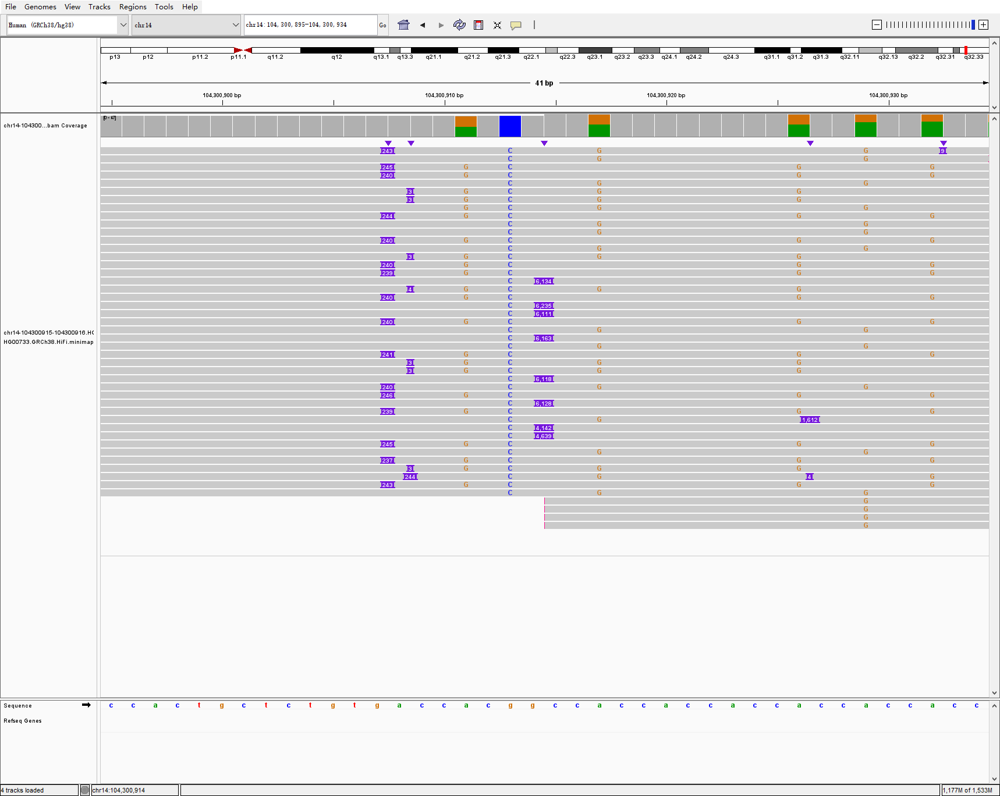 File Genomes View Tracks Regions Tools Help
Human (GRCh38/hg38) chr14 chr14:104,300,895-104,300,934 Go
p13 p12 p11.2 p11.1 q11.2 q12 q13.1 q13.3 q21.1 q21.2 q21.3 q22.1 q22.3 q23.1 q23.2 q23.3 q24.1 q24.2 q24.3 q31.1 q31.2 q31.3 q32.11 q32.13 q32.2 q32.31 q32.33
41 bp
104,300,900 bp 104,300,910 bp 104,300,920 bp 104,300,930 bp
chr14-104300...bam Coverage [0 - 47]
243 C G G 9
C G G
245 G C G G
240 G C G G
C G G
3 G C G G
3 G C G G
G C G G
244 G C G G
C G G
C G G
240 G C G G
C G G
3 G C G G
240 G C G G
239 G C G G
C 6,134
4 G C G G
240 G C G G
C 6,235
C 6,111
240 G C G G
C G G
chr14-104300915-104300916.HG
C 6,163
HG00733.GRCh38.HiFi.minimap
C G G
241 G C G G
3 G C G G
3 G C G G
C 6,118
240 C G G
246 G C G G
C 6,128
239 G C G G
C G 1,612
C 4,142
C 4,639
245 G C G G
C G G
237 G C G G
3 G C G G
244 C G 4 G
243 G C G G
C G G
G
G
G
G
Sequence c c a c t g c t c t g t g a c c a c g g c c a c c a c c a c c a c c a c c a c c
Refseq Genes
4 tracks loaded chr14:104,300,914 1,177M of 1,533M